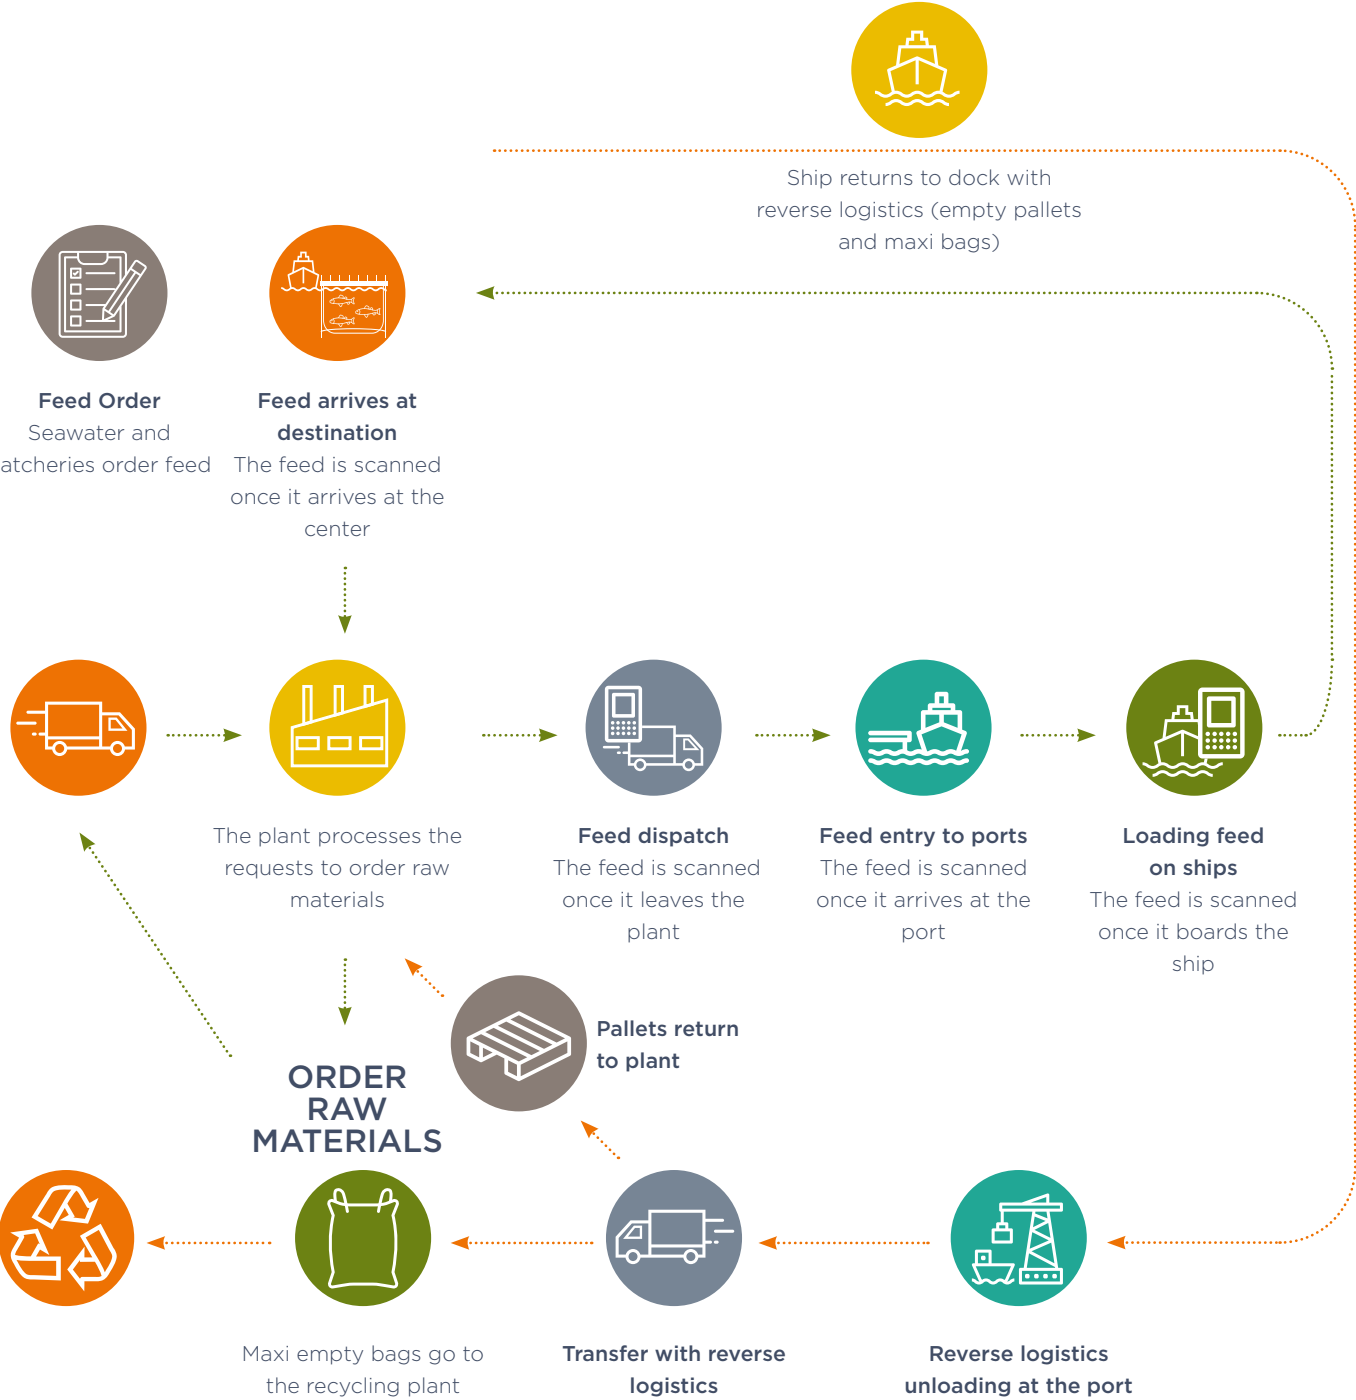 Ship returns to dock with
reverse logistics (empty pallets
and maxi bags)
Feed Order
Seawater and
atcheries order feed
Feed arrives at
destination
The feed is scanned
once it arrives at the
center
The plant processes the
requests to order raw
materials
Feed dispatch
The feed is scanned
once it leaves the
plant
Feed entry to ports
The feed is scanned
once it arrives at the
port
Loading feed
on ships
The feed is scanned
once it boards the
ship
Pallets return
to plant
ORDER
RAW
MATERIALS
Maxi empty bags go to
the recycling plant
Transfer with reverse
logistics
Reverse logistics
unloading at the port